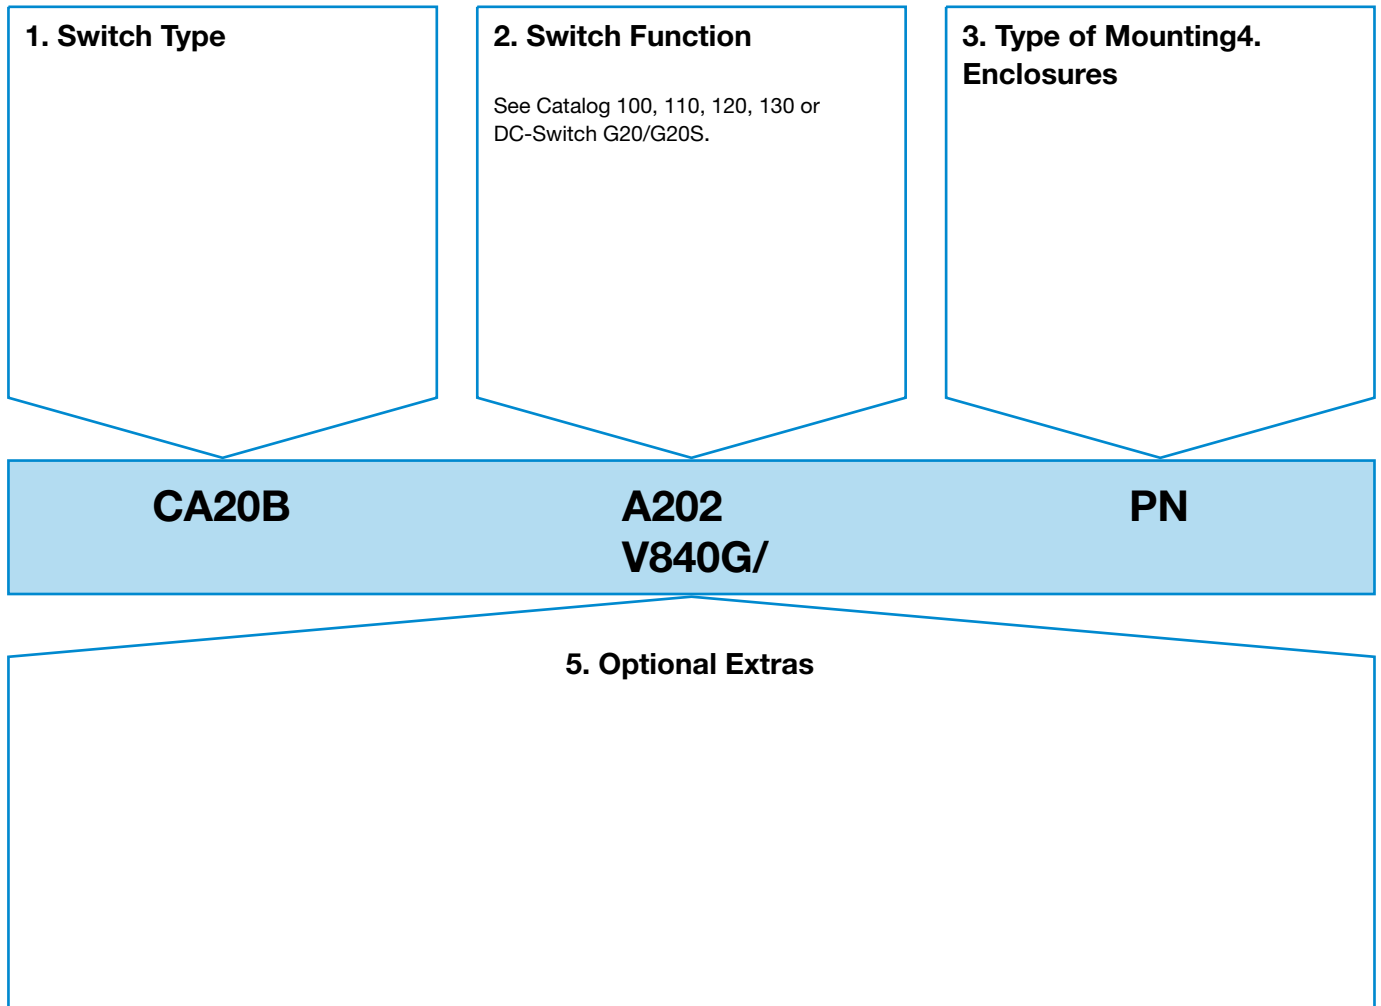 1. Switch Type
2. Switch Function
See Catalog 100, 110, 120, 130 or
DC-Switch G20/G20S.
3. Type of Mounting4.
Enclosures
CA20B
A202
PN
V840G/
5. Optional Extras